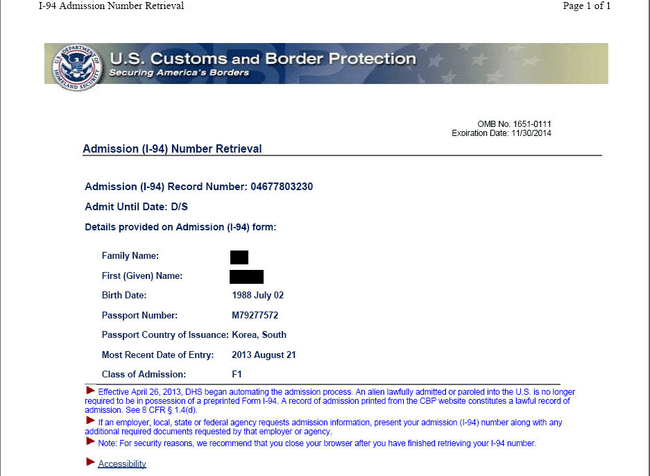 I-94 Admission Number Retrieval Page 1 of 1
U.S. Customs and Border Protection
Securing America's Borders
OMB No. 1651-0111
Expiration Date: 11/30/2014
Admission (I-94) Number Retrieval
Admission (I-94) Record Number: 04677803230
Admit Until Date: D/S
Details provided on Admission (I-94) form:
Family Name:
First (Given) Name:
Birth Date: 1988 July 02
Passport Number: M79277572
Passport Country of Issuance: Korea, South
Most Recent Date of Entry: 2013 August 21
Class of Admission: F1
Effective April 26, 2013, DHS began automating the admission process. An alien lawfully admitted or paroled into the U.S. is no longer
required to be in possession of a preprinted Form I-94. A record of admission printed from the CBP website constitutes a lawful record of
admission. See 8 CFR § 1.4(d).
If an employer, local, state or federal agency requests admission information, present your admission (I-94) number along with any
additional required documents requested by that employer or agency.
Note: For security reasons, we recommend that you close your browser after you have finished retrieving your I-94 number.
Accessibility